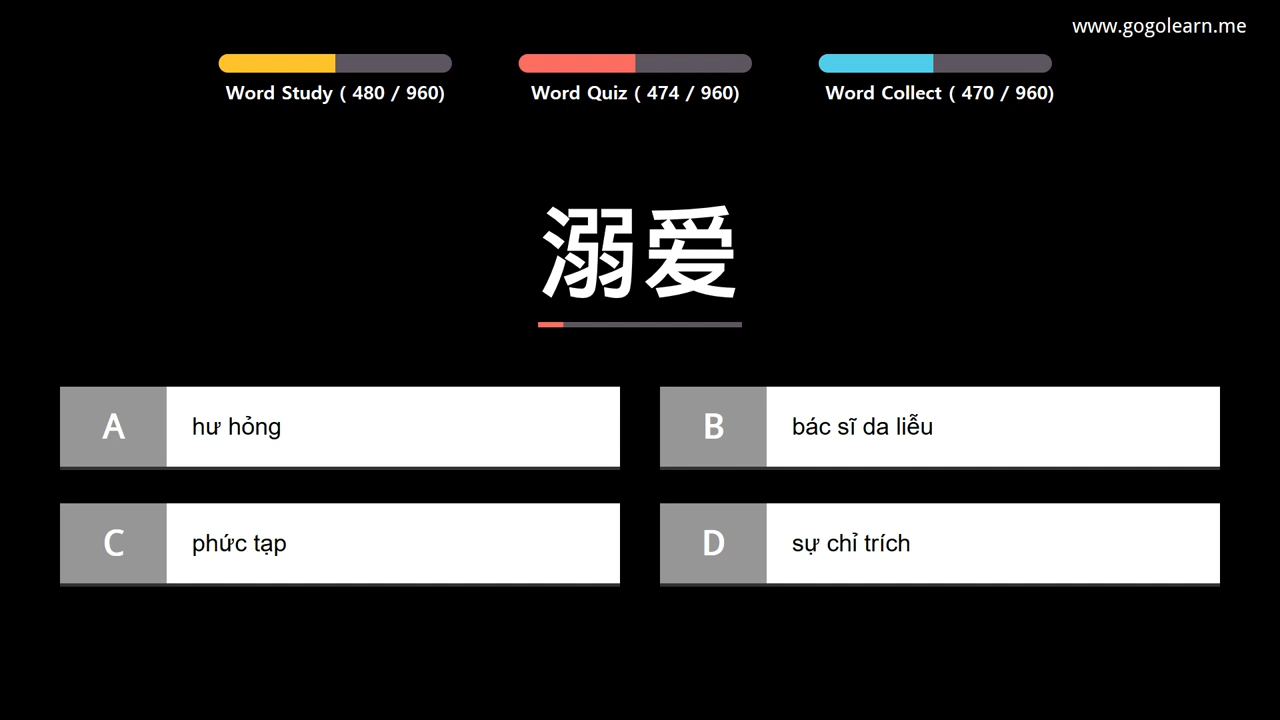 www.gogolearn.me
Word Study ( 480 / 960)
Word Quiz ( 474 / 960)
Word Collect ( 470 / 960)
溺爱
A hư hỏng
B bác sĩ da liễu
C phức tạp
D sự chỉ trích